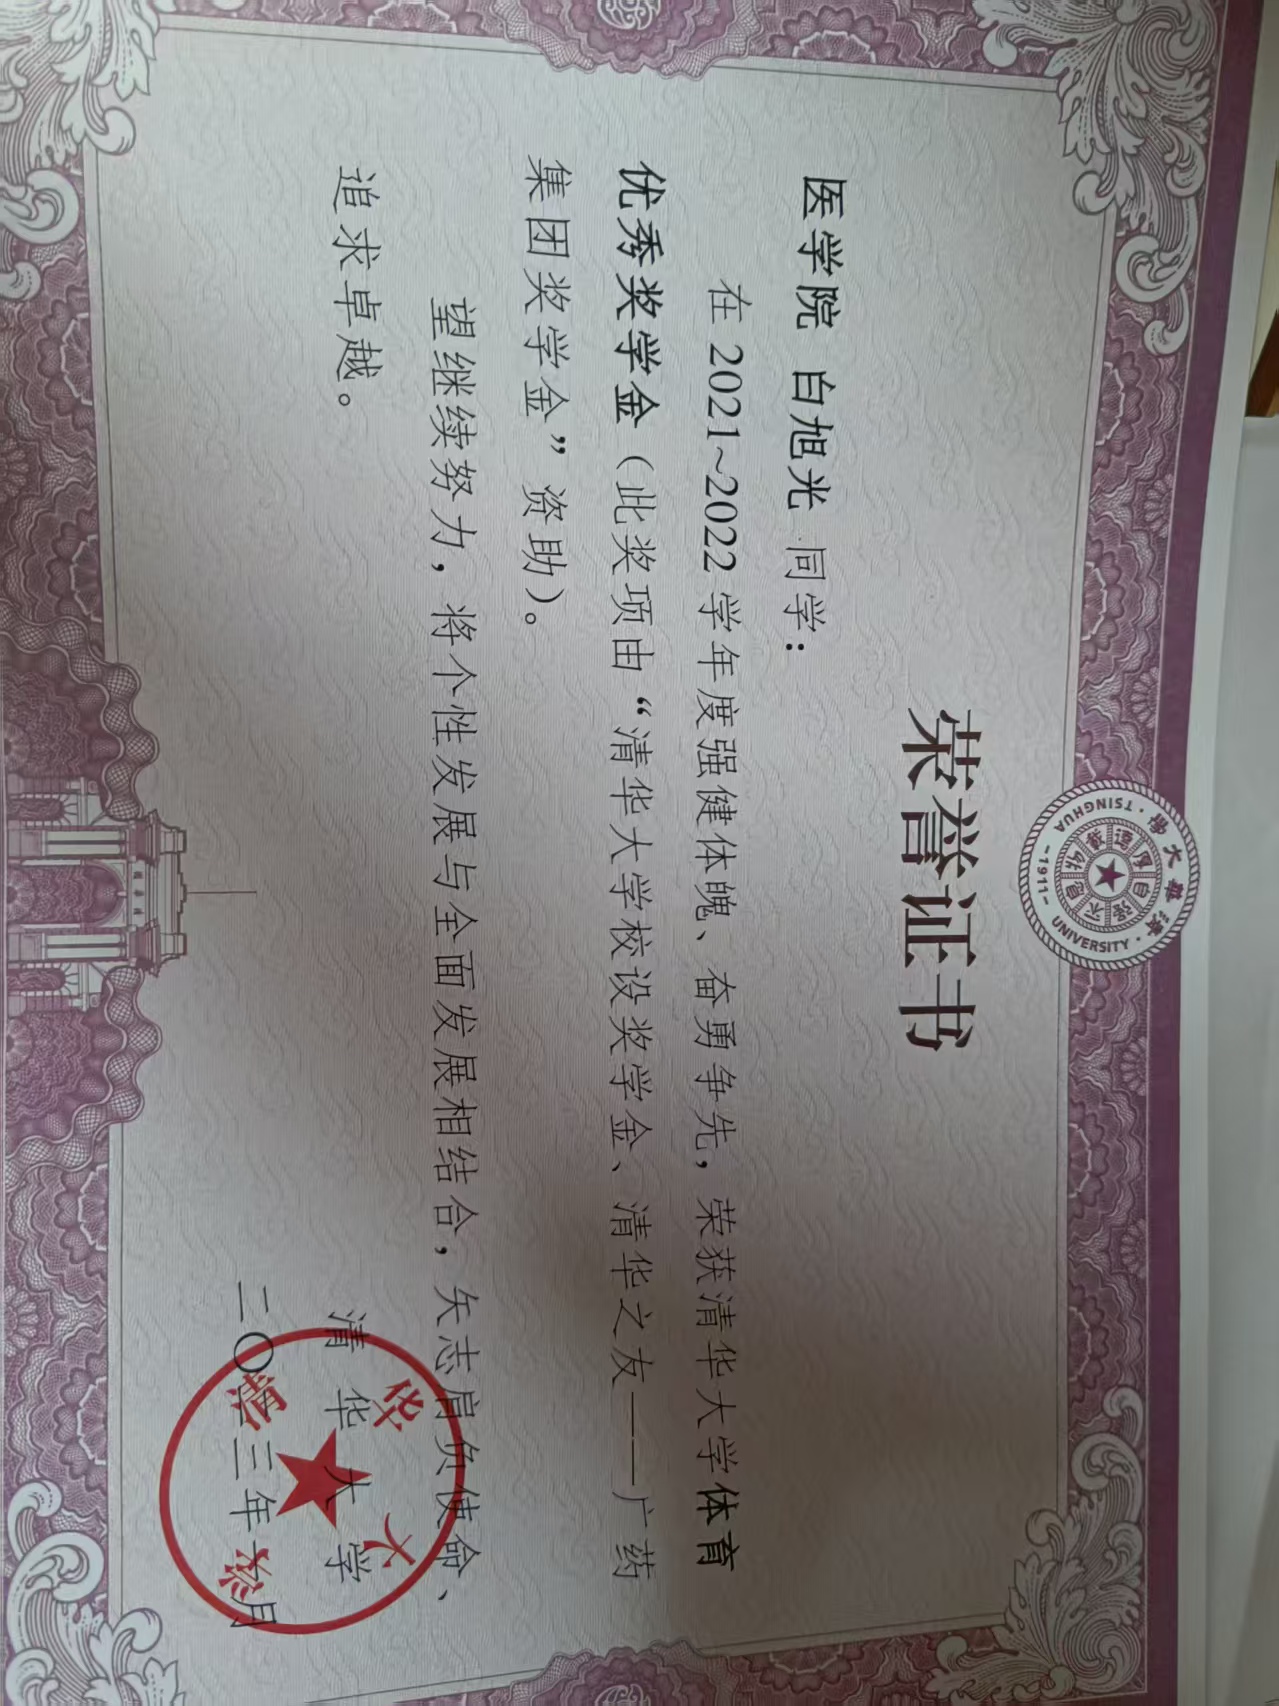 清華大學
TSINGHUA UNIVERSITY
1911
自强不息
厚德載物
荣誉证书
医学院 白旭光 同学：
在 2021~2022 学年度强健体魄、奋勇争先，荣获清华大学体育
优秀奖学金（此奖项由“清华大学校设奖学金、清华之友——广药
集团奖学金”资助）。
望继续努力，将个性发展与全面发展相结合，矢志肩负使命、
追求卓越。
清华大学
二〇二三年 月
清华大学